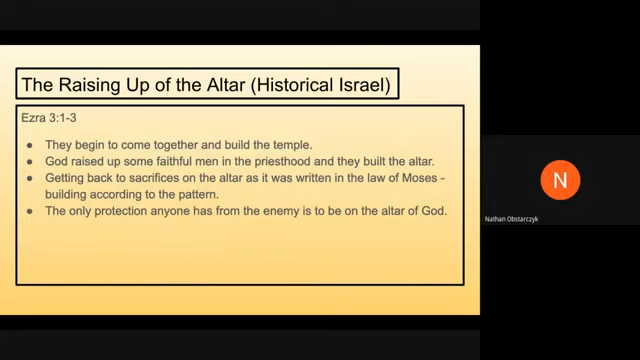 The Raising Up of the Altar (Historical Israel)
Ezra 3:1-3
● They begin to come together and build the temple.
● God raised up some faithful men in the priesthood and they built the altar.
● Getting back to sacrifices on the altar as it was written in the law of Moses -
building according to the pattern.
● The only protection anyone has from the enemy is to be on the altar of God.
N
Nathan Obstarczyk